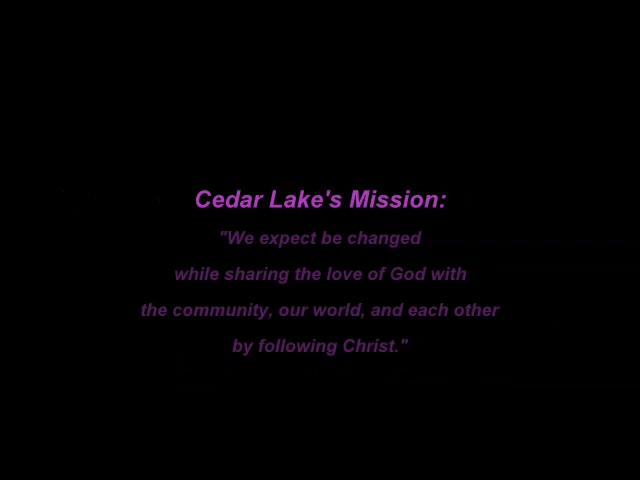 Cedar Lake's Mission:
"We expect be changed
while sharing the love of God with
the community, our world, and each other
by following Christ."